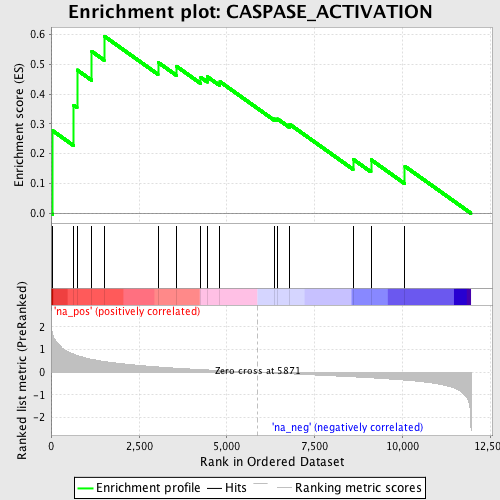 Enrichment plot: CASPASE_ACTIVATION
Enrichment score (ES)
0.6
0.5
0.4
0.3
0.2
0.1
0.0
'na_pos' (positively correlated)
Ranked list metric (PreRanked)
2
1
0
-1
-2
Zero cross at 5871
'na_neg' (negatively correlated)
0 2,500 5,000 7,500 10,000 12,50
Rank in Ordered Dataset
Enrichment profile Hits Ranking metric scores